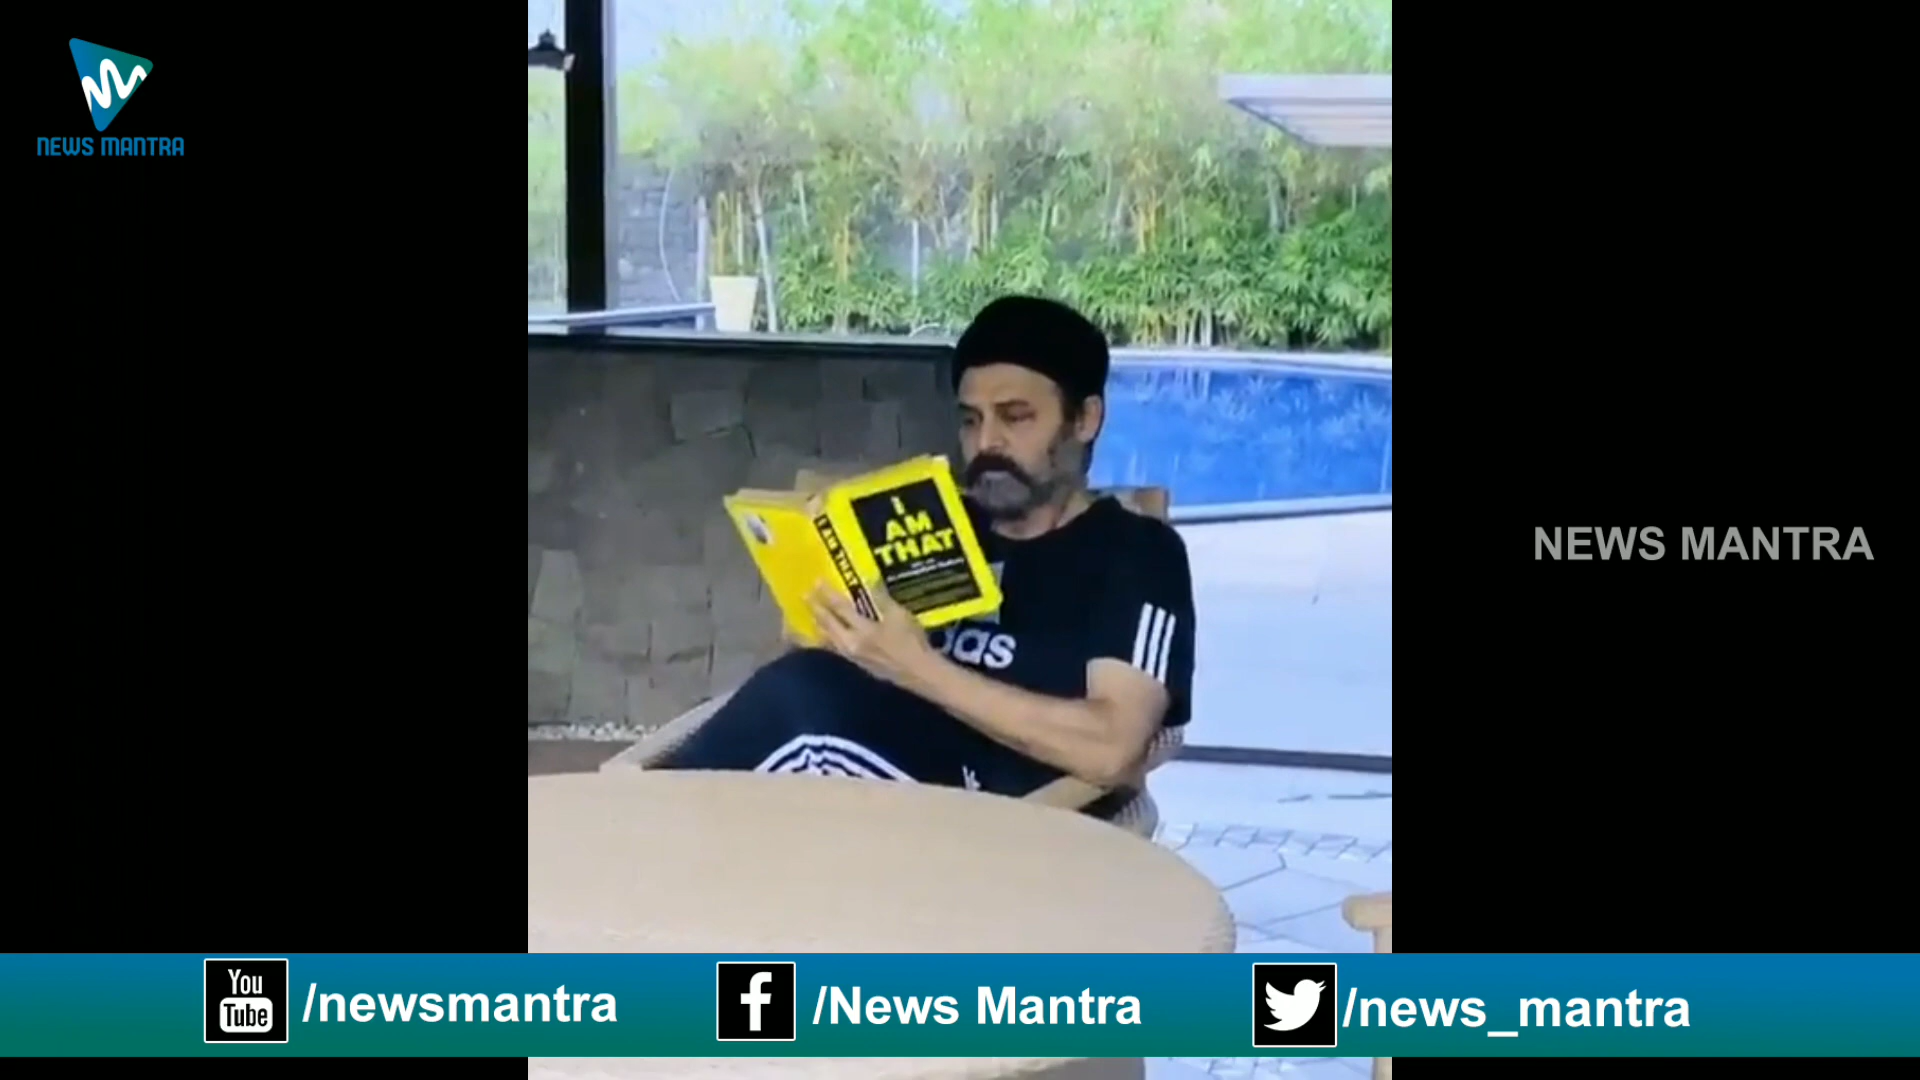 NEWS MANTRA
I
AM
THAT
I AM THAT
das
NEWS MANTRA
You
Tube
/newsmantra
/News Mantra
/news_mantra